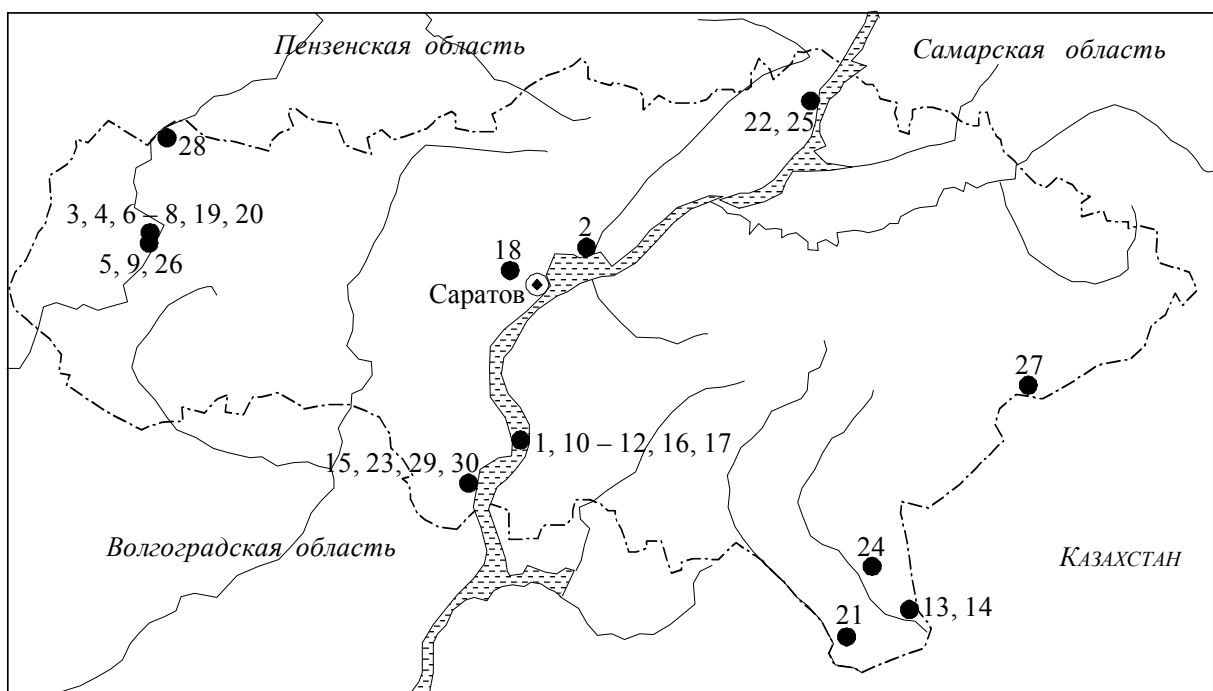 Пензенская область
Самарская область
22, 25
28
3, 4, 6 – 8, 19, 20
5, 9, 26
2
18
Саратов
27
1, 10 – 12, 16, 17
15, 23, 29, 30
Волгоградская область
24
КАЗАХСТАН
13, 14
21